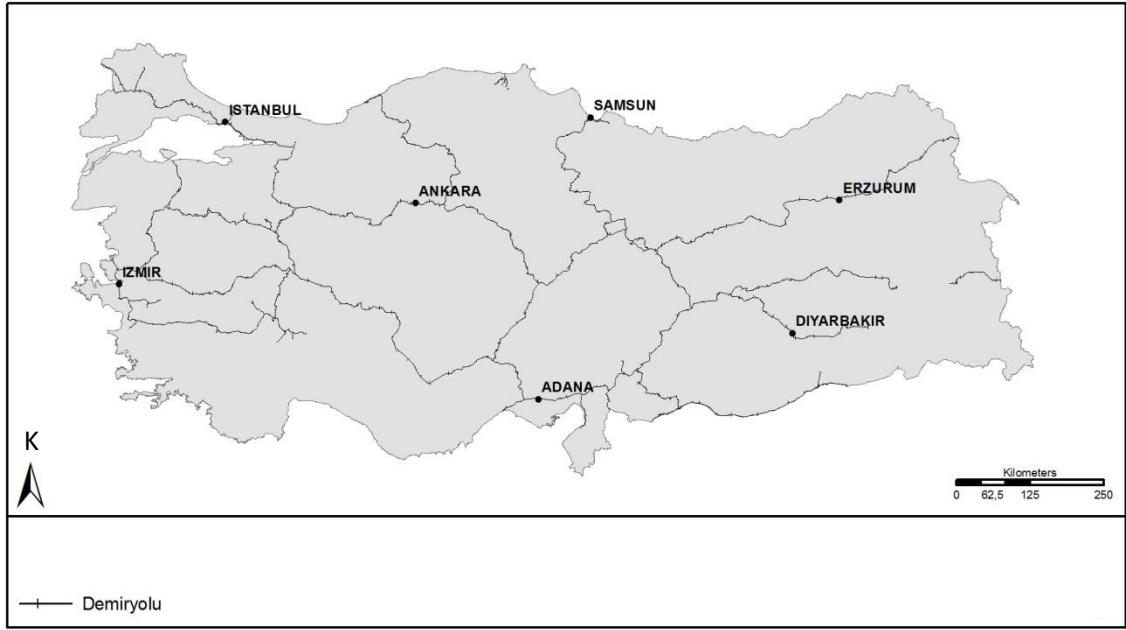 ISTANBUL
SAMSUN
ANKARA
ERZURUM
IZMIR
DIYARBAKIR
ADANA
K
Kilometers
0 62,5 125 250
Demiryolu